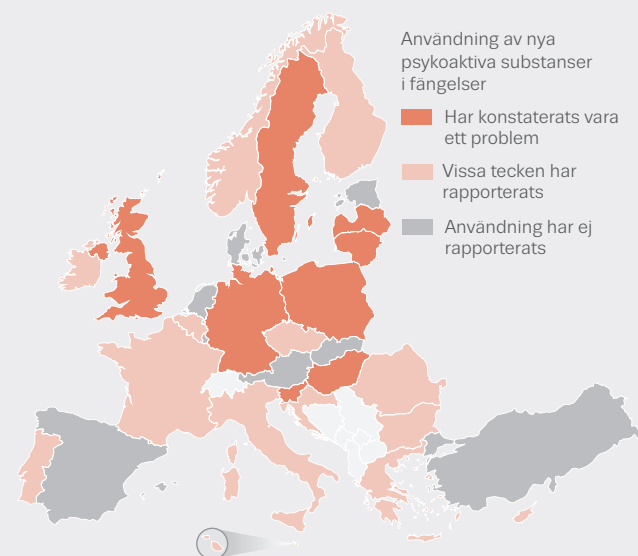 Användning av nya
psykoaktiva substanser
i fängelser
Har konstaterats vara
ett problem
Vissa tecken har
rapporterats
Användning har ej
rapporterats